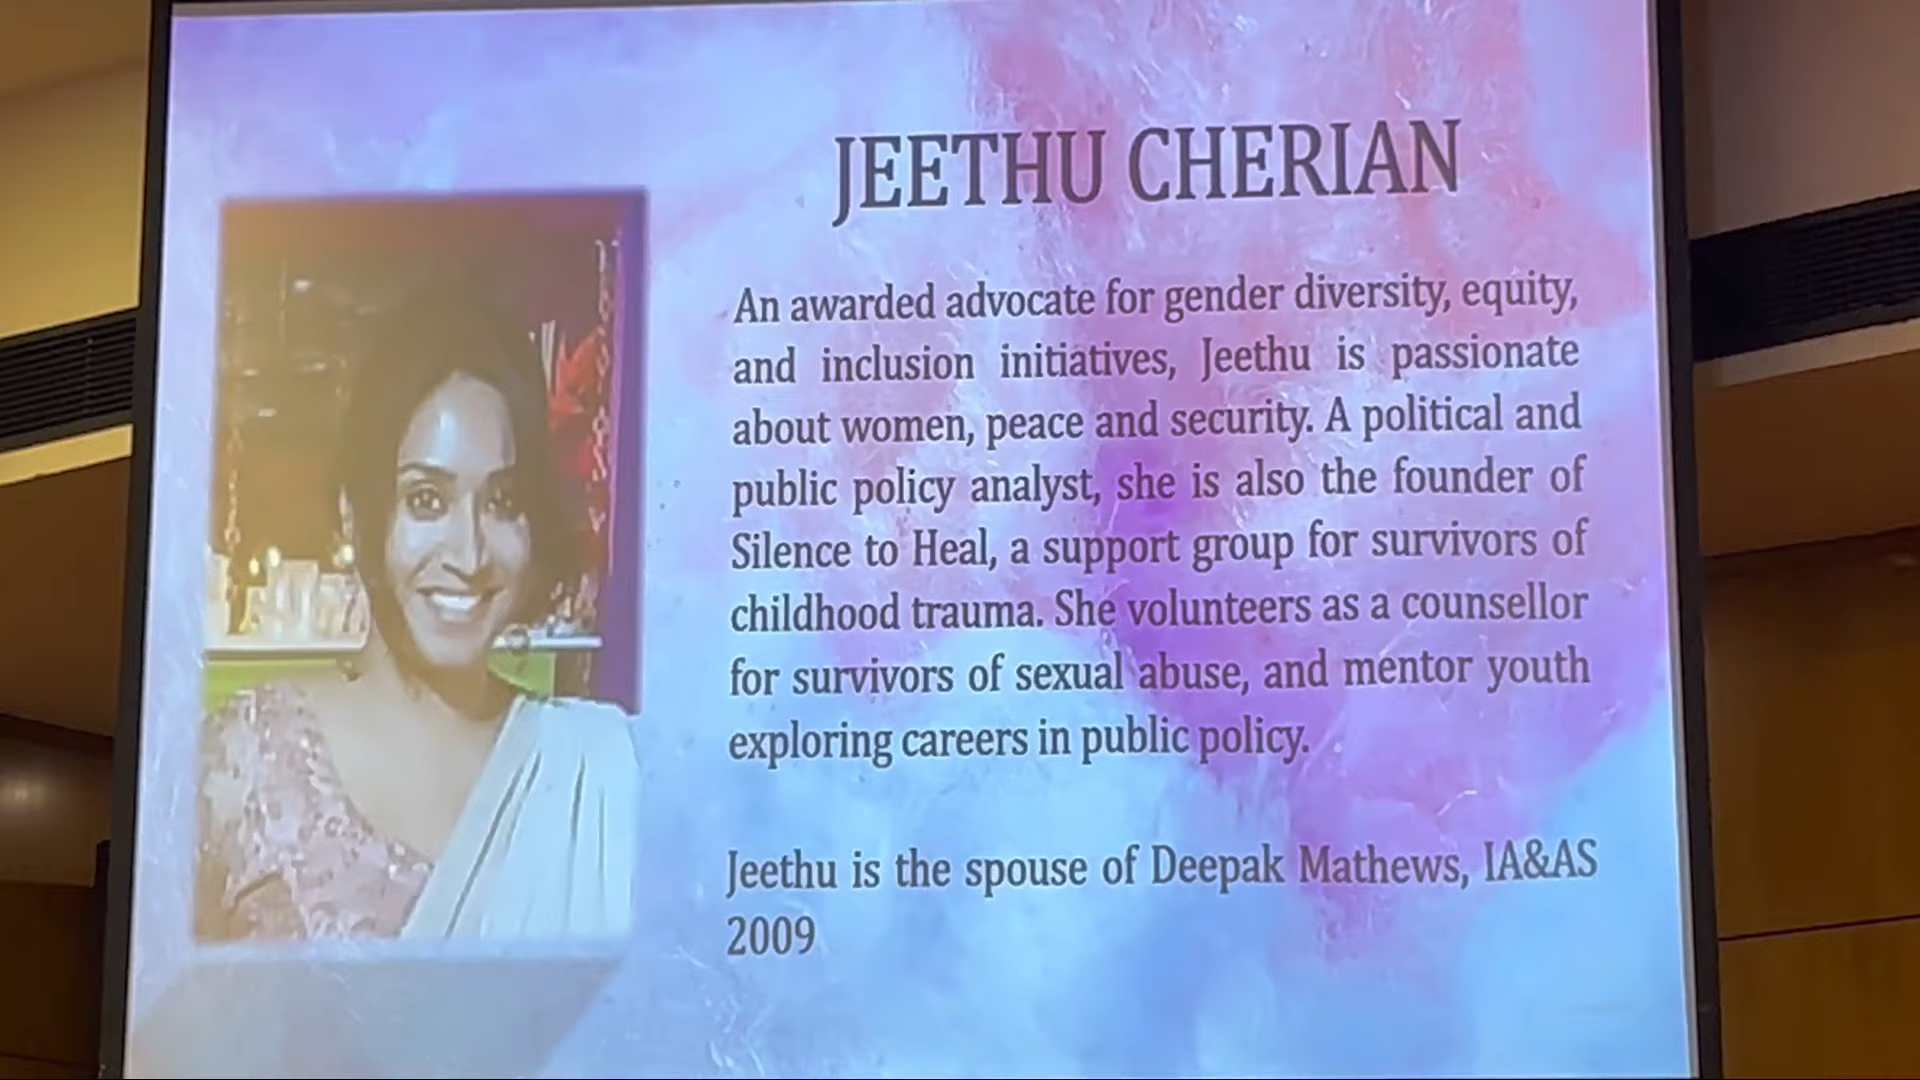 JEETHU CHERIAN
An awarded advocate for gender diversity, equity,
and inclusion initiatives, Jeethu is passionate
about women, peace and security. A political and
public policy analyst, she is also the founder of
Silence to Heal, a support group for survivors of
childhood trauma. She volunteers as a counsellor
for survivors of sexual abuse, and mentor youth
exploring careers in public policy.
Jeethu is the spouse of Deepak Mathews, IA&AS
2009